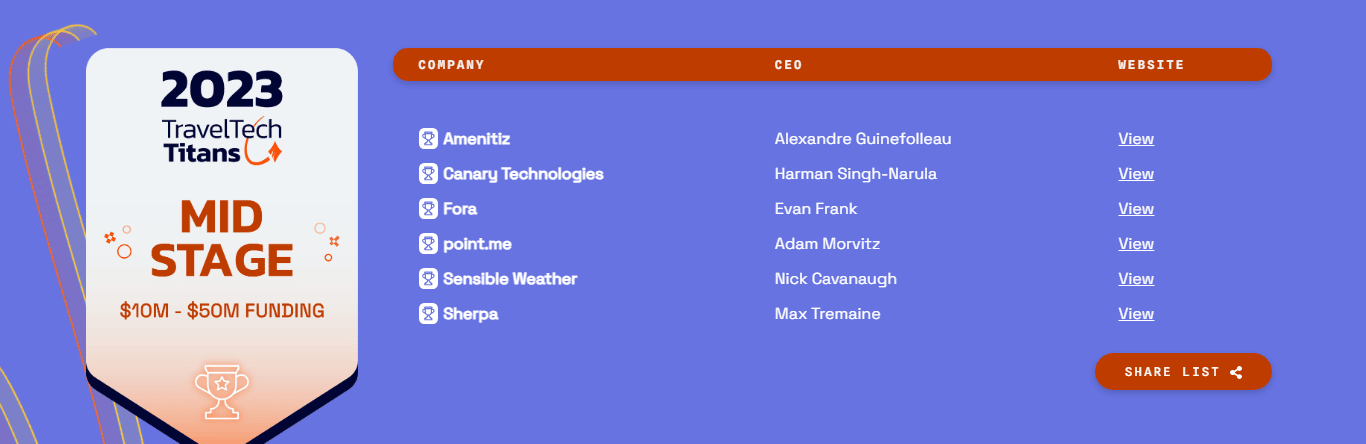 2023
TravelTech
Titans
MID
STAGE
$10M - $50M FUNDING
COMPANY CEO WEBSITE
Amenitiz Alexandre Guinefolleau View
Canary Technologies Harman Singh-Narula View
Fora Evan Frank View
point.me Adam Morvitz View
Sensible Weather Nick Cavanaugh View
Sherpa Max Tremaine View
SHARE LIST